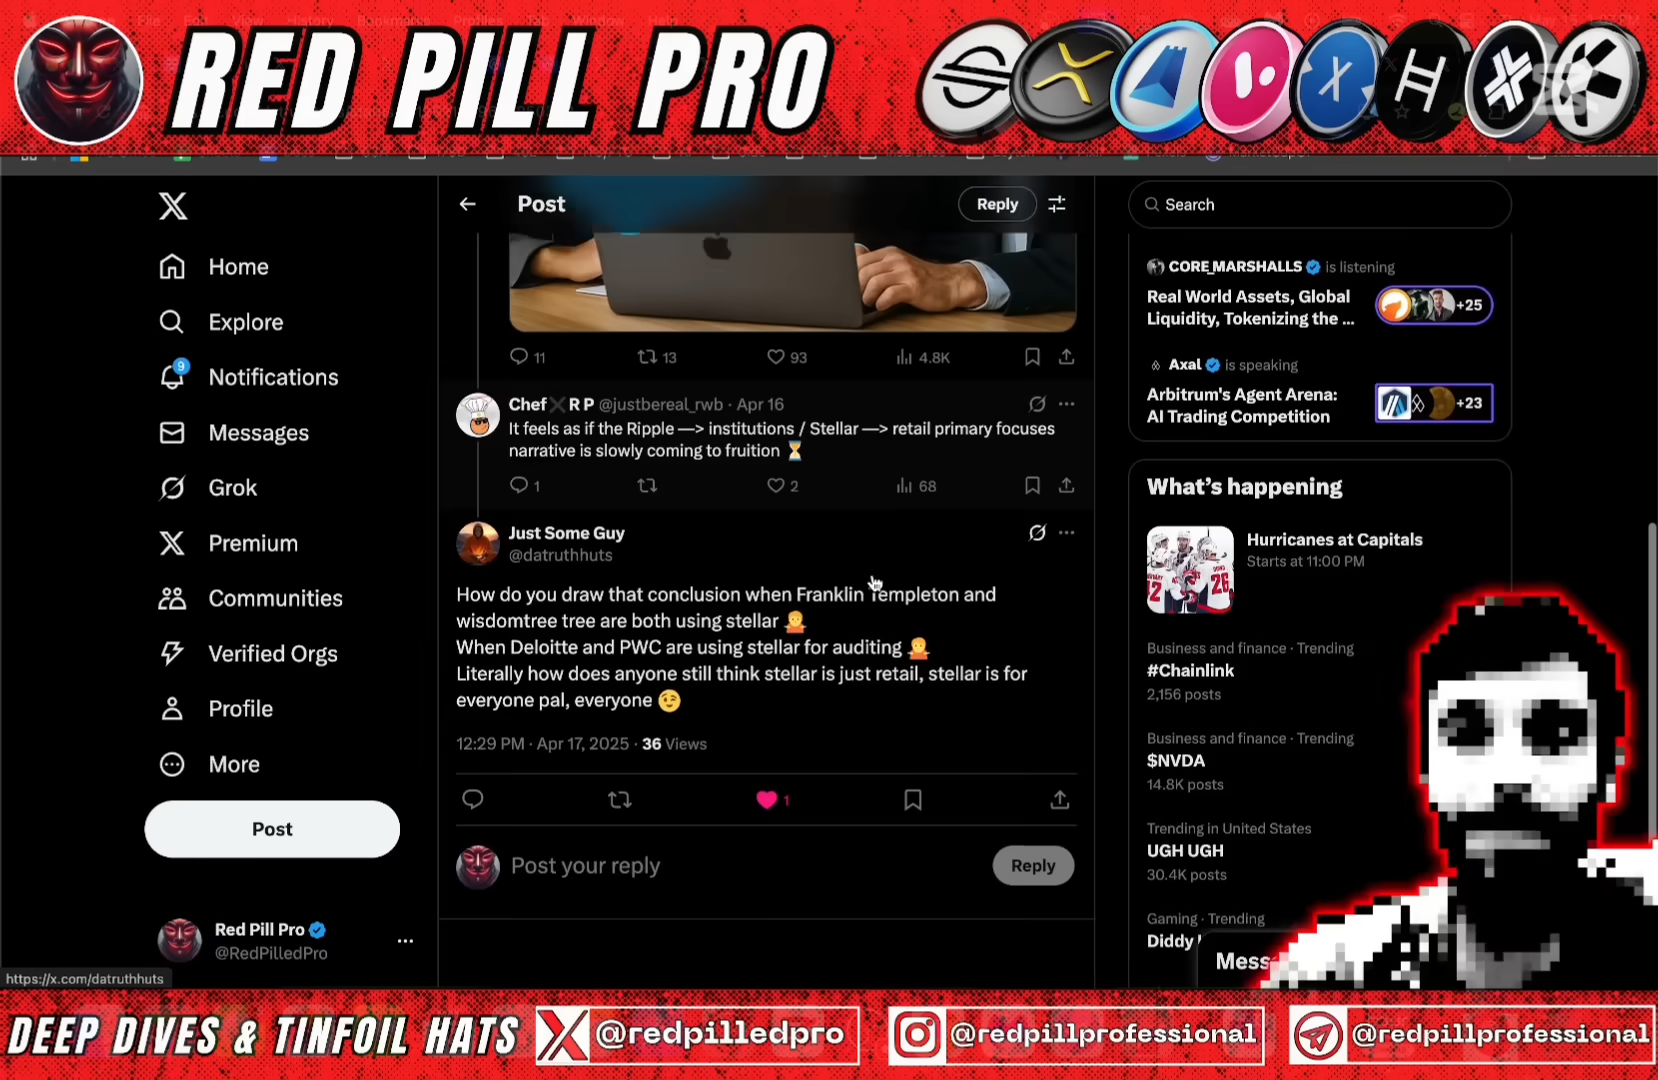 RED PILL PRO
Post
Reply
Search
Home
Explore
9
Notifications
Messages
Grok
Premium
Communities
Verified Orgs
Profile
More
Post
Red Pill Pro
@RedPilledPro
https://x.com/datruthhuts
11 13 93 4.8K
Chef❌R P @justbereal_rwb · Apr 16
It feels as if the Ripple —> institutions / Stellar —> retail primary focuses
narrative is slowly coming to fruition ⏳
1 2 68
Just Some Guy
@datruthhuts
How do you draw that conclusion when Franklin Templeton and
wisdomtree tree are both using stellar 🤷
When Deloitte and PWC are using stellar for auditing 🤷
Literally how does anyone still think stellar is just retail, stellar is for
everyone pal, everyone 😉
12:29 PM · Apr 17, 2025 · 36 Views
1
Post your reply
Reply
CORE_MARSHALLS is listening
Real World Assets, Global
Liquidity, Tokenizing the ...
+25
Axal is speaking
Arbitrum's Agent Arena:
AI Trading Competition
+23
What's happening
Hurricanes at Capitals
Starts at 11:00 PM
Business and finance · Trending
#Chainlink
2,156 posts
Business and finance · Trending
$NVDA
14.8K posts
Trending in United States
UGH UGH
30.4K posts
Gaming · Trending
Diddy
Mess
DEEP DIVES & TINFOIL HATS
@redpilledpro
@redpillprofessional
@redpillprofessional